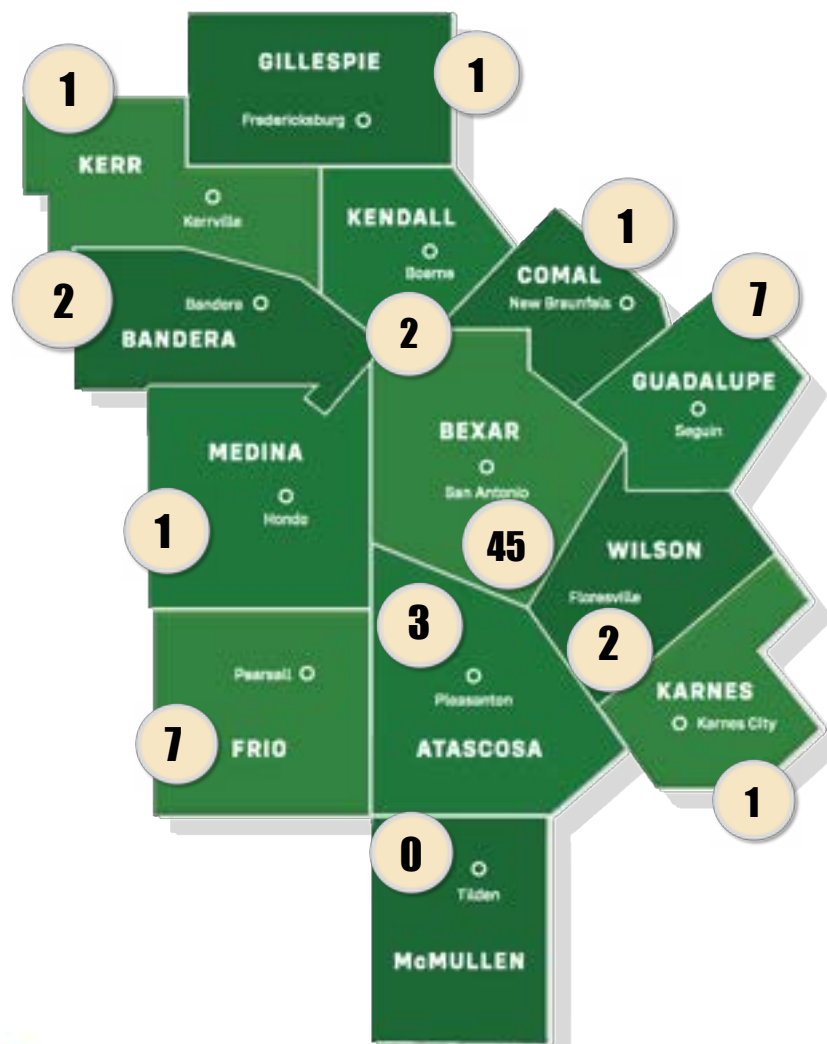 GILLESPIE
1
1
Fredericksburg
KERR
Kerrville
KENDALL
Boerne
1
COMAL
New Braunfels
2
Bandera
BANDERA
2
7
GUADALUPE
Seguin
BEXAR
San Antonio
45
MEDINA
Hondo
1
WILSON
Floresville
2
3
Pleasanton
ATASCOSA
Pearsall
FRIO
7
KARNES
Karnes City
1
0
Tilden
McMULLEN